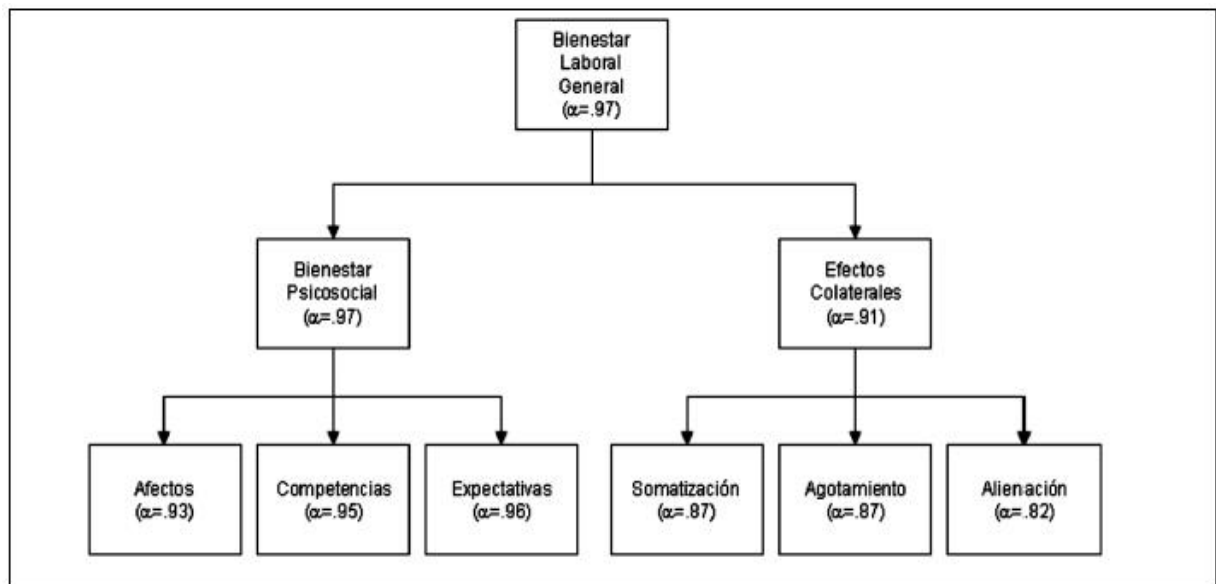 Bienestar
Laboral
General
(α=.97)
Bienestar
Psicosocial
(α=.97)
Efectos
Colaterales
(α=.91)
Afectos
(α=.93)
Competencias
(α=.95)
Expectativas
(α=.96)
Somatización
(α=.87)
Agotamiento
(α=.87)
Alienación
(α=.82)